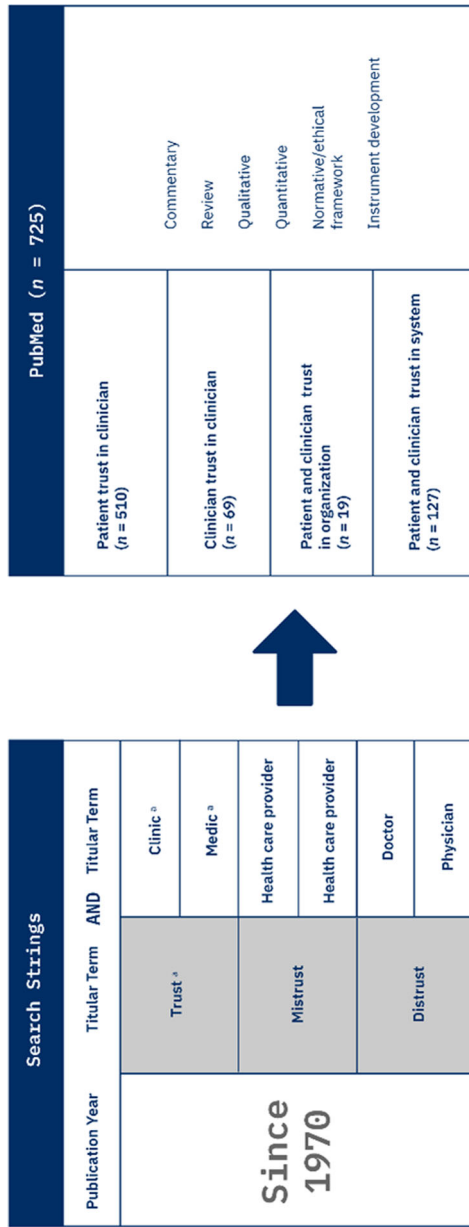 Search Strings
Publication Year
Titular Term
AND
Titular Term
Since
1970
Trust a
Mistrust
Distrust
Clinic a
Medic a
Health care provider
Health care provider
Doctor
Physician
PubMed (n = 725)
Patient trust in clinician
(n = 510)
Clinician trust in clinician
(n = 69)
Patient and clinician trust
in organization
(n = 19)
Patient and clinician trust in system
(n = 127)
Commentary
Review
Qualitative
Quantitative
Normative/ethical
framework
Instrument development